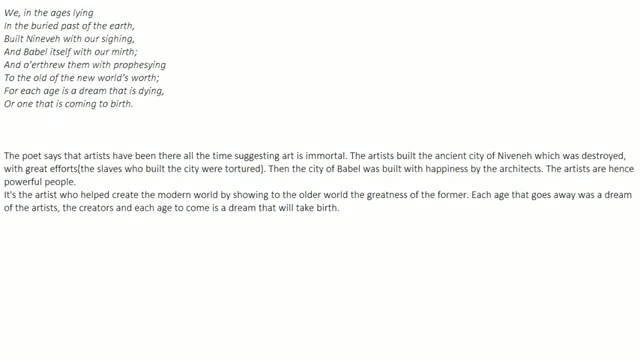 We, in the ages lying
In the buried past of the earth,
Built Nineveh with our sighing,
And Babel itself with our mirth;
And o'erthrew them with prophesying
To the old of the new world's worth;
For each age is a dream that is dying,
Or one that is coming to birth.
The poet says that artists have been there all the time suggesting art is immortal. The artists built the ancient city of Niveneh which was destroyed,
with great efforts(the slaves who built the city were tortured). Then the city of Babel was built with happiness by the architects. The artists are hence
powerful people.
It's the artist who helped create the modern world by showing to the older world the greatness of the former. Each age that goes away was a dream
of the artists, the creators and each age to come is a dream that will take birth.